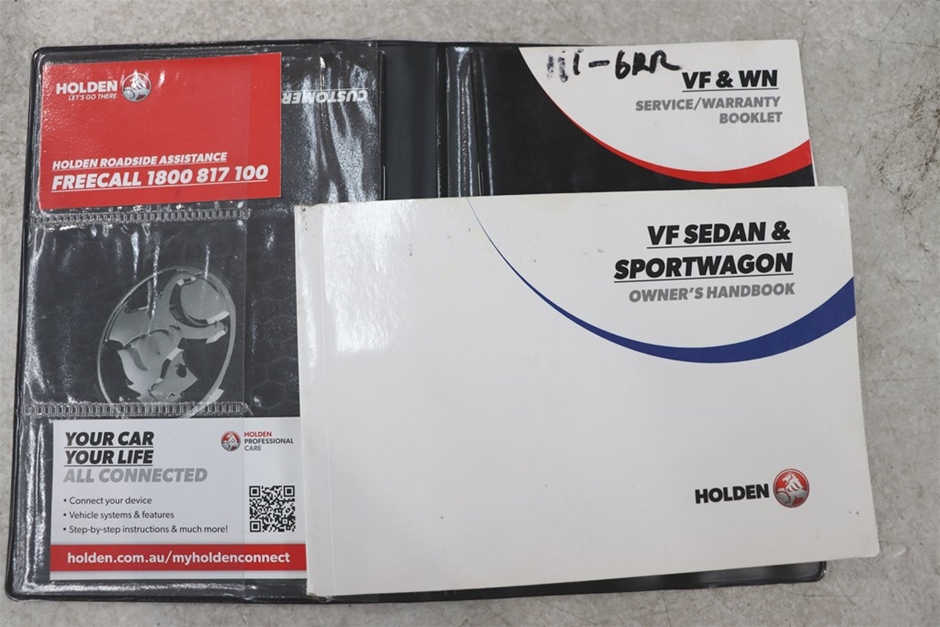 HOLDEN
LET'S GO THERE
HOLDEN ROADSIDE ASSISTANCE
FREECALL 1800 817 100
CUSTOMER
VF & WN
SERVICE/WARRANTY
BOOKLET
VF SEDAN &
SPORTWAGON
OWNER'S HANDBOOK
HOLDEN
YOUR CAR
YOUR LIFE
ALL CONNECTED
HOLDEN
PROFESSIONAL
CARE
• Connect your device
• Vehicle systems & features
• Step-by-step instructions & much more!
holden.com.au/myholdenconnect